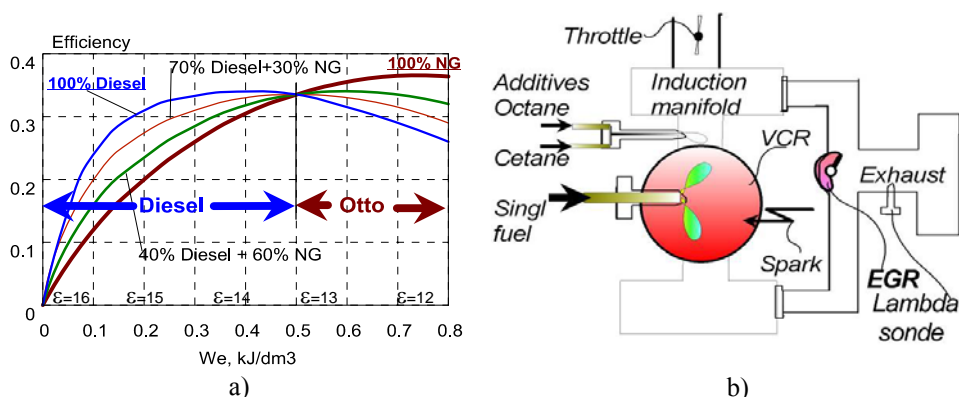 Efficiency
0.4
0.3
0.2
0.1
0
70% Diesel+30% NG
100% NG
100% Diesel
Diesel
Otto
40% Diesel + 60% NG
Ɛ=16
Ɛ=15
Ɛ=14
Ɛ=13
Ɛ=12
0
0.1
0.2
0.3
0.4
0.5
0.6
0.7
0.8
We, kJ/dm3
a)
Throttle
Additives
Octane
Induction
manifold
VCR
Cetane
Exhaust
Singl
fuel
Spark
EGR
Lambda
sonde
b)